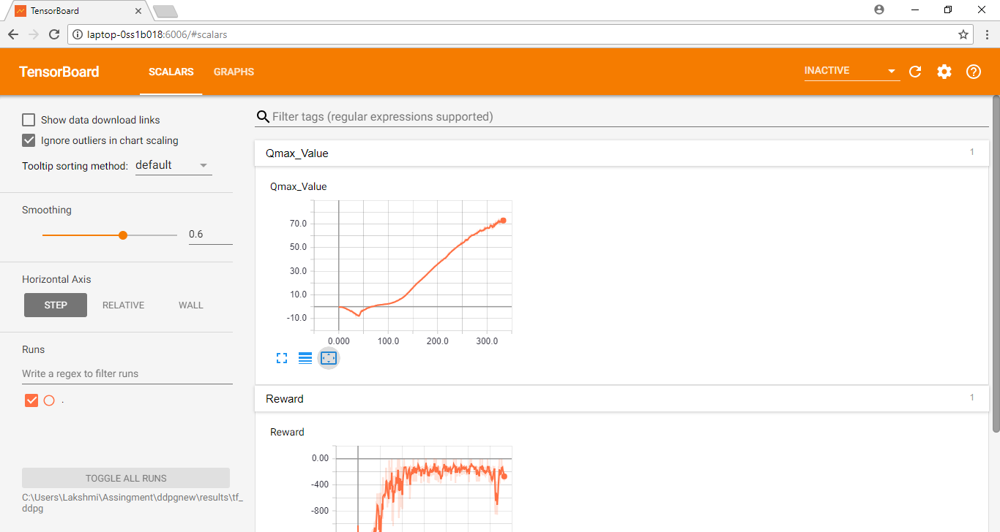 TensorBoard
laptop-0ss1b018:6006/#scalars
TensorBoard SCALARS GRAPHS INACTIVE
Show data download links
Ignore outliers in chart scaling
Tooltip sorting method: default
Smoothing
0.6
Horizontal Axis
STEP RELATIVE WALL
Runs
Write a regex to filter runs
.
TOGGLE ALL RUNS
C:\Users\Lakshmi\Assingment\ddpgnew\results\tf_
ddpg
Filter tags (regular expressions supported)
Qmax_Value 1
Qmax_Value
70.0
50.0
30.0
10.0
-10.0
0.000 100.0 200.0 300.0
Reward 1
Reward
0.00
-400
-800